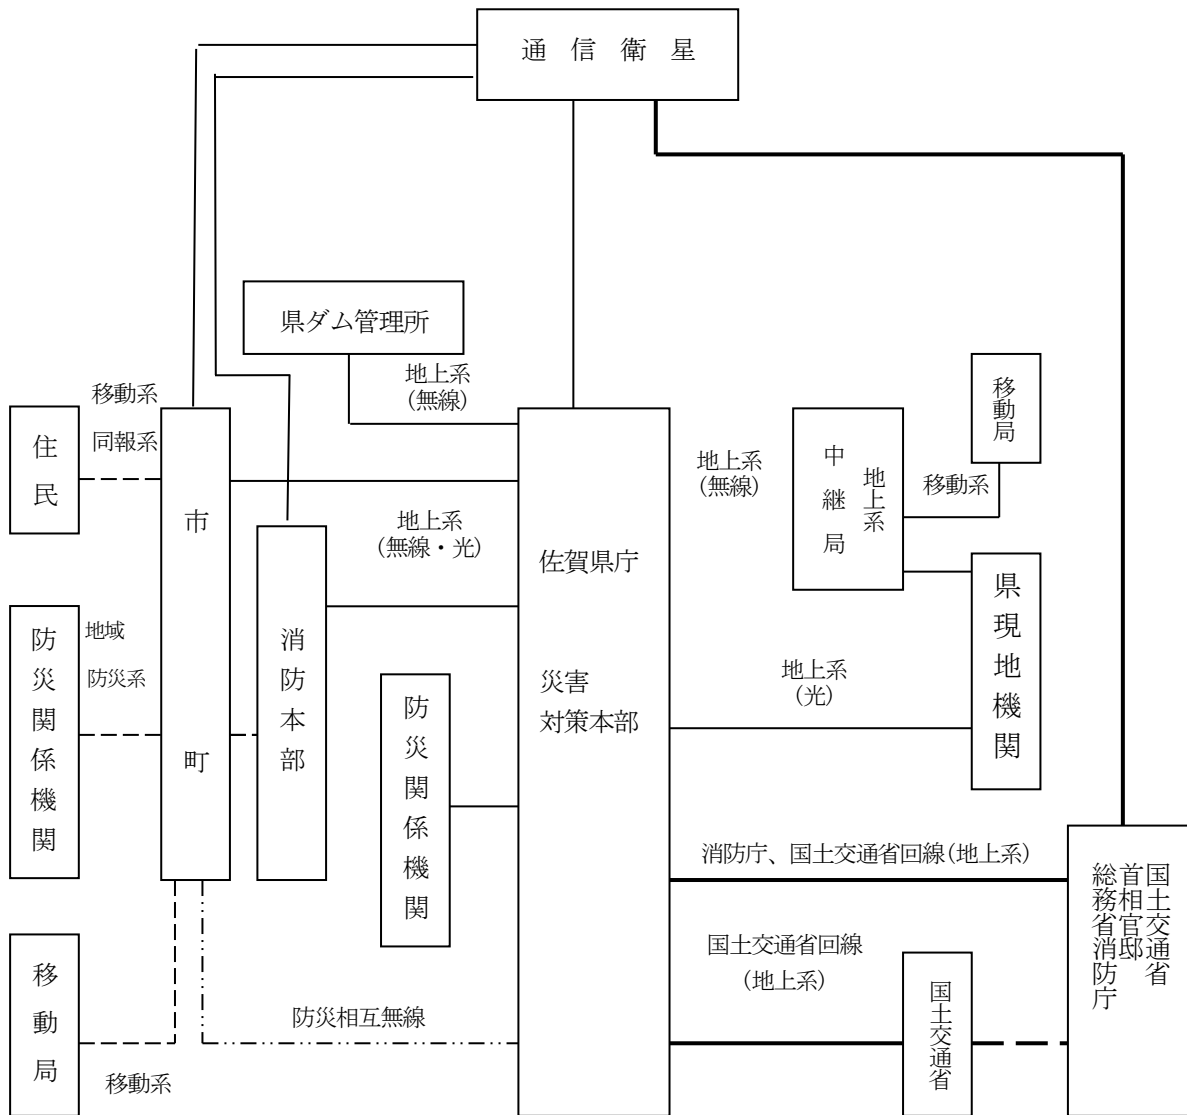 通信衛星
県ダム管理所
地上系
(無線)
移動系
同報系
住民
市町
地上系
(無線・光)
消防本部
防災関係機関
地域
防災系
防災関係機関
佐賀県庁
災害
対策本部
地上系
(無線)
中継局
地上系
移動系
移動局
県現地機関
地上系
(光)
消防庁、国土交通省回線(地上系)
国土交通省回線
(地上系)
国土交通省
国土交通省
首相官邸
総務省消防庁
防災相互無線
移動局
移動系